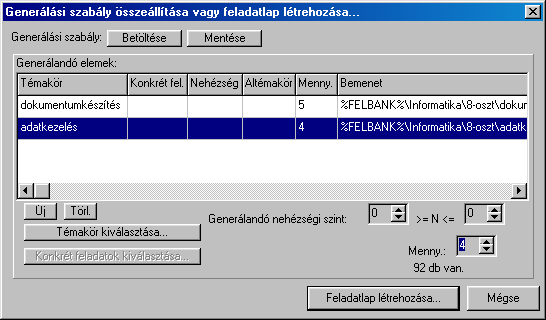 Generálási szabály összeállítása vagy feladatlap létrehozása...
Generálási szabály: Betöltése Mentése
Generálandó elemek:
Témakör Konkrét fel. Nehézség Altémakör Menny. Bemenet
dokumentumkészítés 5 %FELBANK%\Informatika\8-oszt\dokur
adatkezelés 4 %FELBANK%\Informatika\8-oszt\adatk
Új Törl.
Generálandó nehézségi szint: 0 >= N <= 0
Témakör kiválasztása...
Menny.: 4
Konkrét feladatok kiválasztása...
92 db van.
Feladatlap létrehozása... Mégse